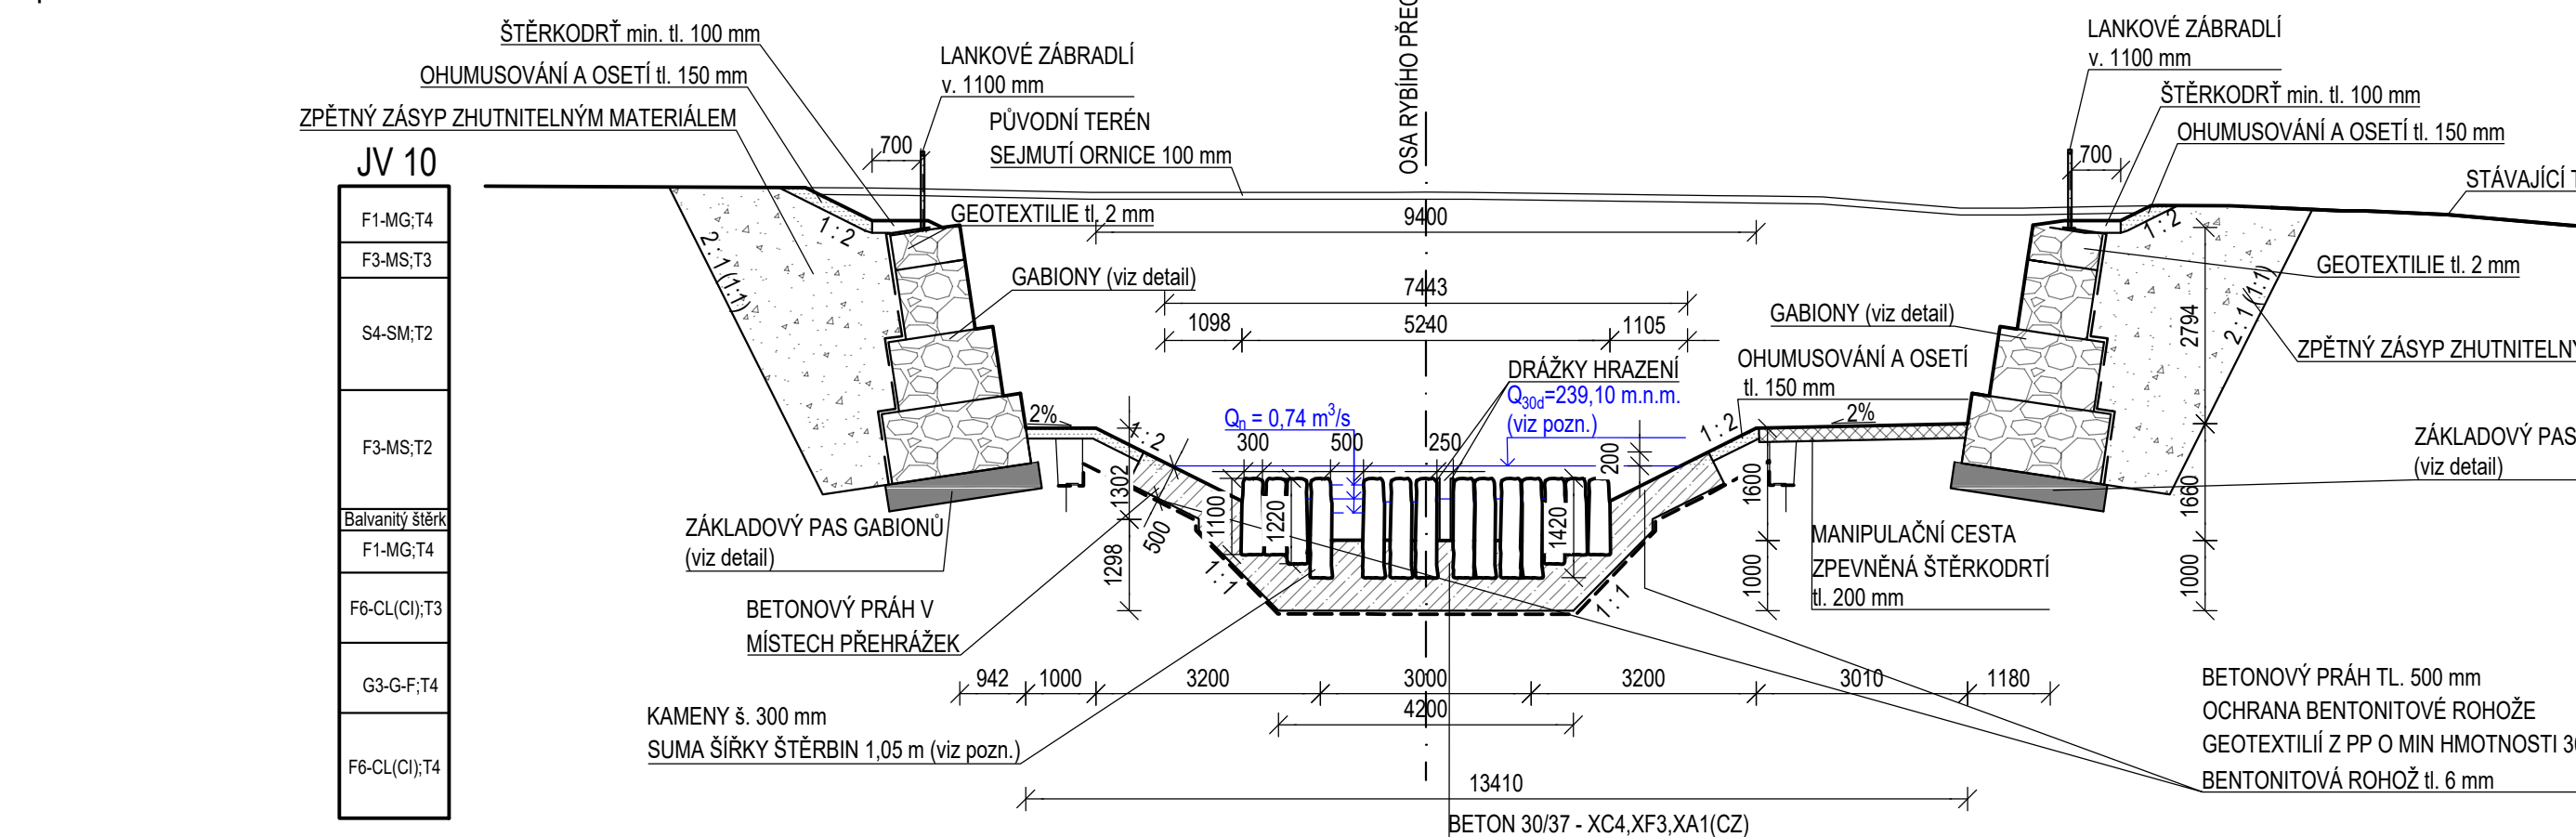 ŠTĚRKODRŤ min. tl. 100 mm
OHUMUSOVÁNÍ A OSETÍ tl. 150 mm
ZPĚTNÝ ZÁSYP ZHUTNITELNÝM MATERIÁLEM
LANKOVÉ ZÁBRADLÍ
v. 1100 mm
PŮVODNÍ TERÉN
SEJMUTÍ ORNICE 100 mm
OSA RYBÍHO
LANKOVÉ ZÁBRADLÍ
v. 1100 mm
ŠTĚRKODRŤ min. tl. 100 mm
OHUMUSOVÁNÍ A OSETÍ tl. 150 mm
STÁVAJÍCÍ
JV 10
F1-MG;T4
F3-MS;T3
S4-SM;T2
F3-MS;T2
Balvanitý štěrk
F1-MG;T4
F6-CL(CI);T3
G3-G-F;T4
F6-CL(CI);T4
700
700
1:2
2:1(1:1)
GEOTEXTILIE tl. 2 mm
9400
1:2
2:1(1:1)
GEOTEXTILIE tl. 2 mm
GABIONY (viz detail)
7443
1098
5240
1105
GABIONY (viz detail)
2794
ZPĚTNÝ ZÁSYP
DRÁŽKY HRAZENÍ
OHUMUSOVÁNÍ A OSETÍ
tl. 150 mm
Qn = 0,74 m³/s
Q30d=239,10 m.n.m.
(viz pozn.)
2%
1:2
300
500
250
200
1:2
2%
ZÁKLADOVÝ PAS
(viz detail)
1302
1298
500
1100
1220
1420
1600
1000
1660
1000
1:1
1:1
ZÁKLADOVÝ PAS GABIONŮ
(viz detail)
MANIPULAČNÍ CESTA
ZPEVNĚNÁ ŠTĚRKODRTÍ
tl. 200 mm
BETONOVÝ PRÁH V
MÍSTECH PŘEHRÁŽEK
942
1000
3200
3000
3200
3010
1180
4200
KAMENY š. 300 mm
SUMA ŠÍŘKY ŠTĚRBIN 1,05 m (viz pozn.)
BETONOVÝ PRÁH TL. 500 mm
OCHRANA BENTONITOVÉ ROHOŽE
GEOTEXTILIÍ Z PP O MIN HMOTNOSTI
BENTONITOVÁ ROHOŽ tl. 6 mm
13410
BETON 30/37 - XC4,XF3,XA1(CZ)